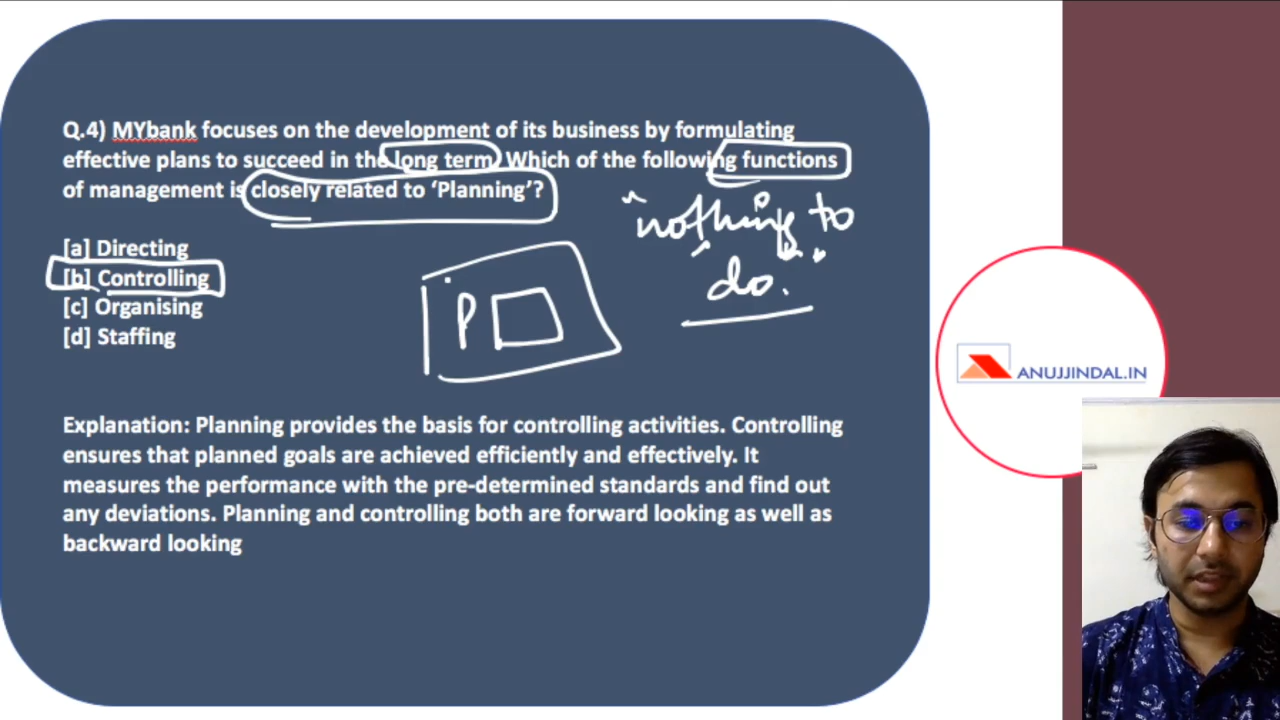 Q.4) MYbank focuses on the development of its business by formulating
effective plans to succeed in the long term. Which of the following functions
of management is closely related to ‘Planning’?
"nothing to
do."
[a] Directing
[b] Controlling
[c] Organising
[d] Staffing
P
ANUJJINDAL.IN
Explanation: Planning provides the basis for controlling activities. Controlling
ensures that planned goals are achieved efficiently and effectively. It
measures the performance with the pre-determined standards and find out
any deviations. Planning and controlling both are forward looking as well as
backward looking